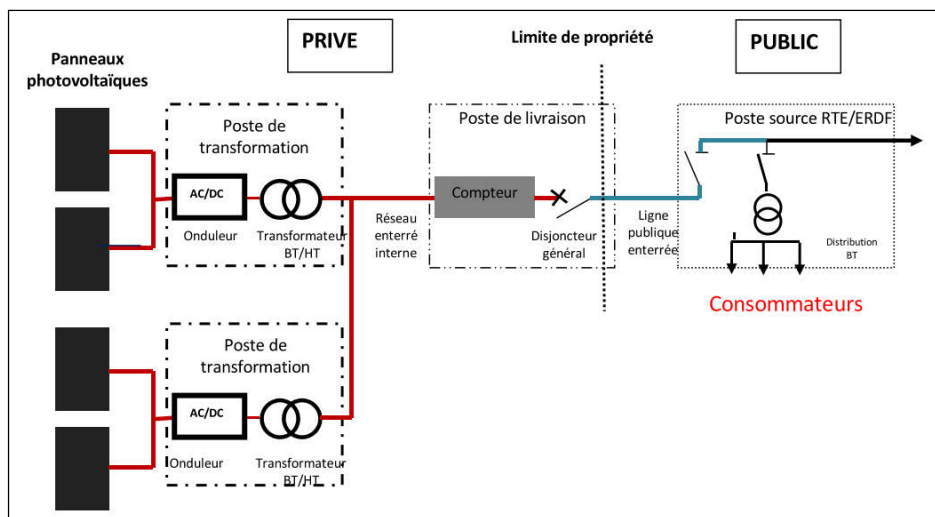 PRIVE
Limite de propriété
PUBLIC
Panneaux
photovoltaïques
Poste de
transformation
AC/DC
Onduleur
Transformateur
BT/HT
Réseau
enterré
interne
Poste de livraison
Compteur
Disjoncteur
général
Ligne
publique
enterrée
Poste source RTE/ERDF
Distribution
BT
Consommateurs
Poste de
transformation
AC/DC
Onduleur
Transformateur
BT/HT